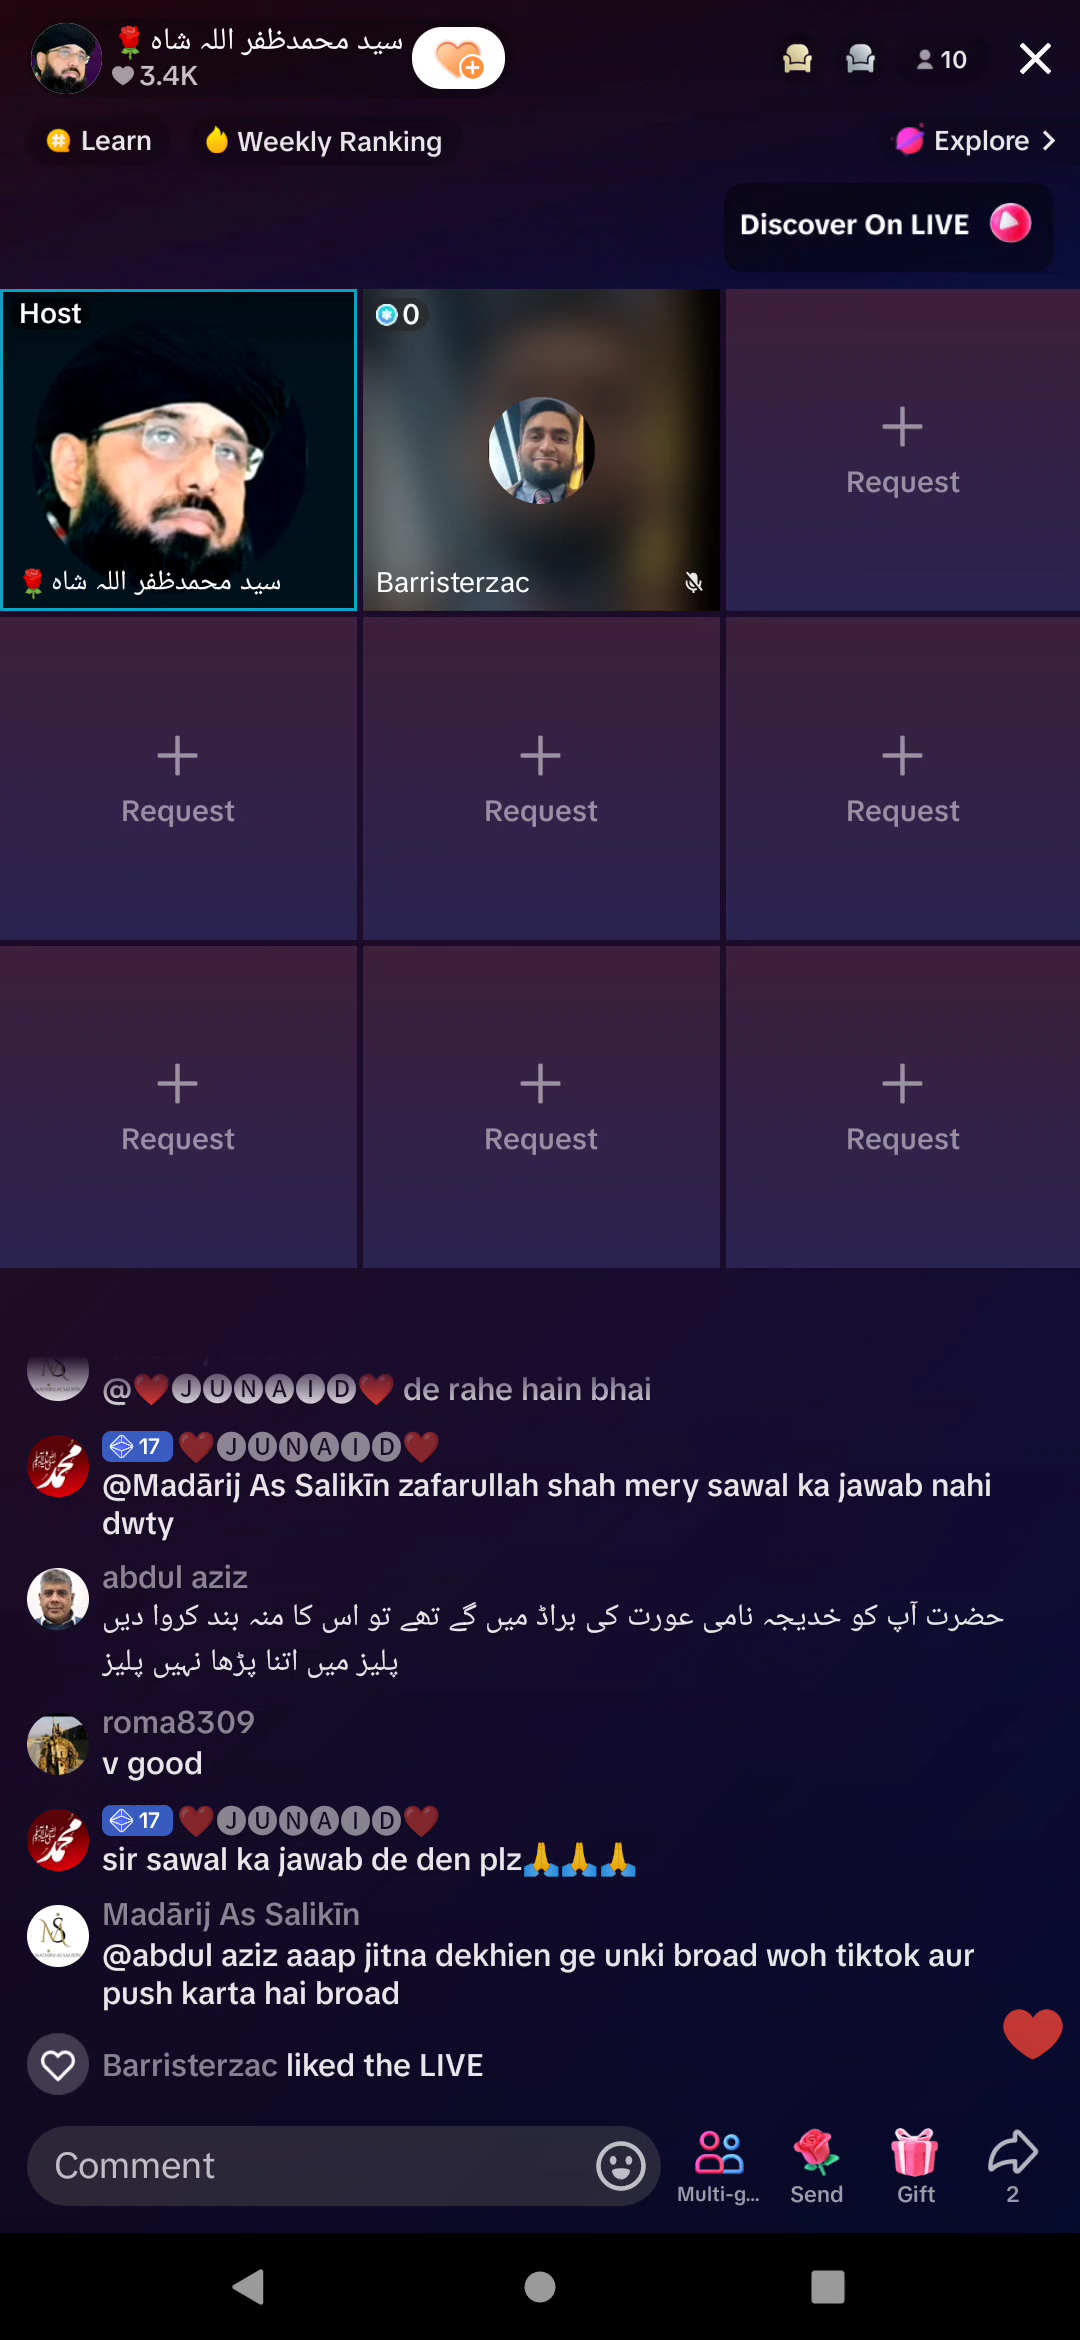 سید محمدظفر اللہ شاہ🌹
3.4K
10
Learn
Weekly Ranking
Explore
Discover On LIVE
Host
سید محمدظفر اللہ شاہ🌹
0
Barristerzac
Request
Request
Request
Request
Request
Request
Request
@❤️🅙🅤🅝🅐🅘🅓❤️ de rahe hain bhai
17 ❤️🅙🅤🅝🅐🅘🅓❤️
@Madārij As Salikīn zafarullah shah mery sawal ka jawab nahi
dwty
abdul aziz
حضرت آپ کو خدیجہ نامی عورت کی براڈ میں گے تھے تو اس کا منہ بند کروا دیں
پلیز میں اتنا پڑھا نہیں پلیز
roma8309
v good
17 ❤️🅙🅤🅝🅐🅘🅓❤️
sir sawal ka jawab de den plz🙏🙏🙏
Madārij As Salikīn
@abdul aziz aaap jitna dekhien ge unki broad woh tiktok aur
push karta hai broad
Barristerzac liked the LIVE
Comment
Multi-g...
Send
Gift
2